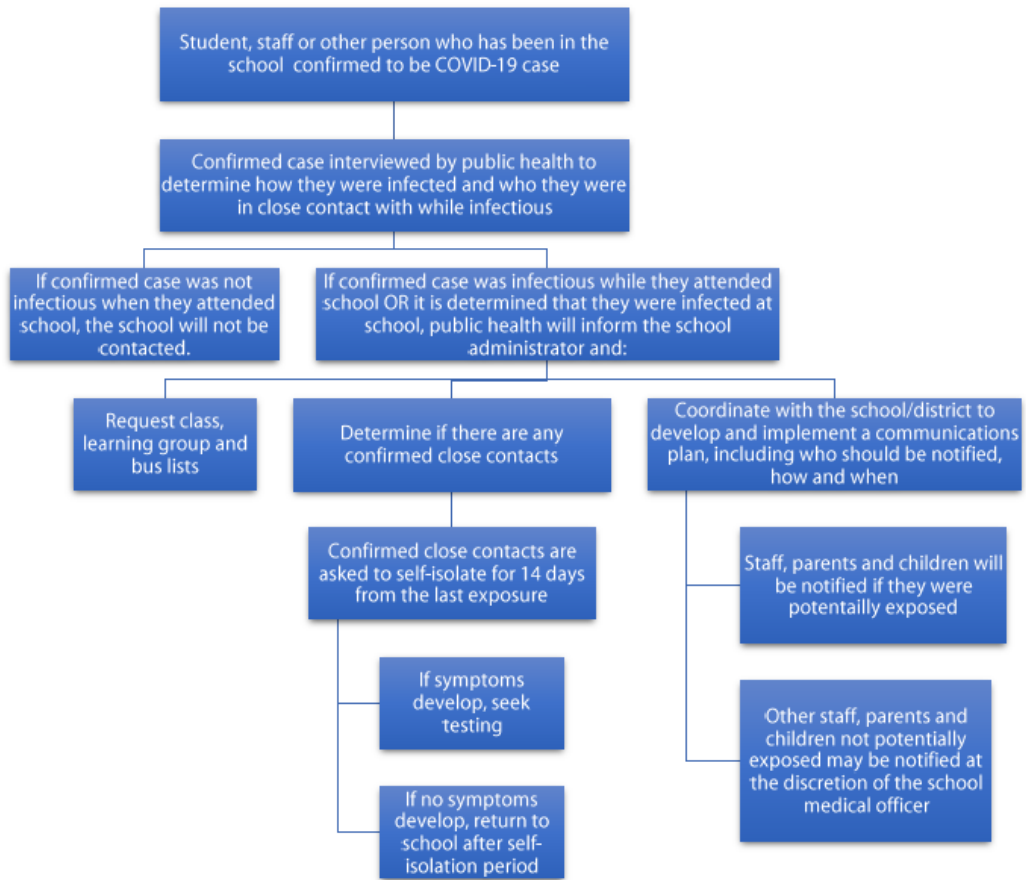 Student, staff or other person who has been in the
school confirmed to be COVID-19 case
Confirmed case interviewed by public health to
determine how they were infected and who they were
in close contact with while infectious
If confirmed case was not
infectious when they attended
school, the school will not be
contacted.
If confirmed case was infectious while they attended
school OR it is determined that they were infected at
school, public health will inform the school
administrator and:
Request class,
learning group and
bus lists
Determine if there are any
confirmed close contacts
Confirmed close contacts are
asked to self-isolate for 14 days
from the last exposure
If symptoms
develop, seek
testing
If no symptoms
develop, return to
school after self-
isolation period
Coordinate with the school/district to
develop and implement a communications
plan, including who should be notified,
how and when
Staff, parents and children will
be notified if they were
potentailly exposed
Other staff, parents and
children not potentially
exposed may be notified at
the discretion of the school
medical officer